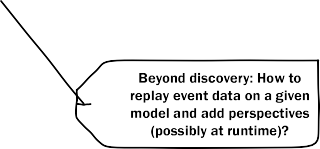 Beyond discovery: How to
replay event data on a given
model and add perspectives
(possibly at runtime)?